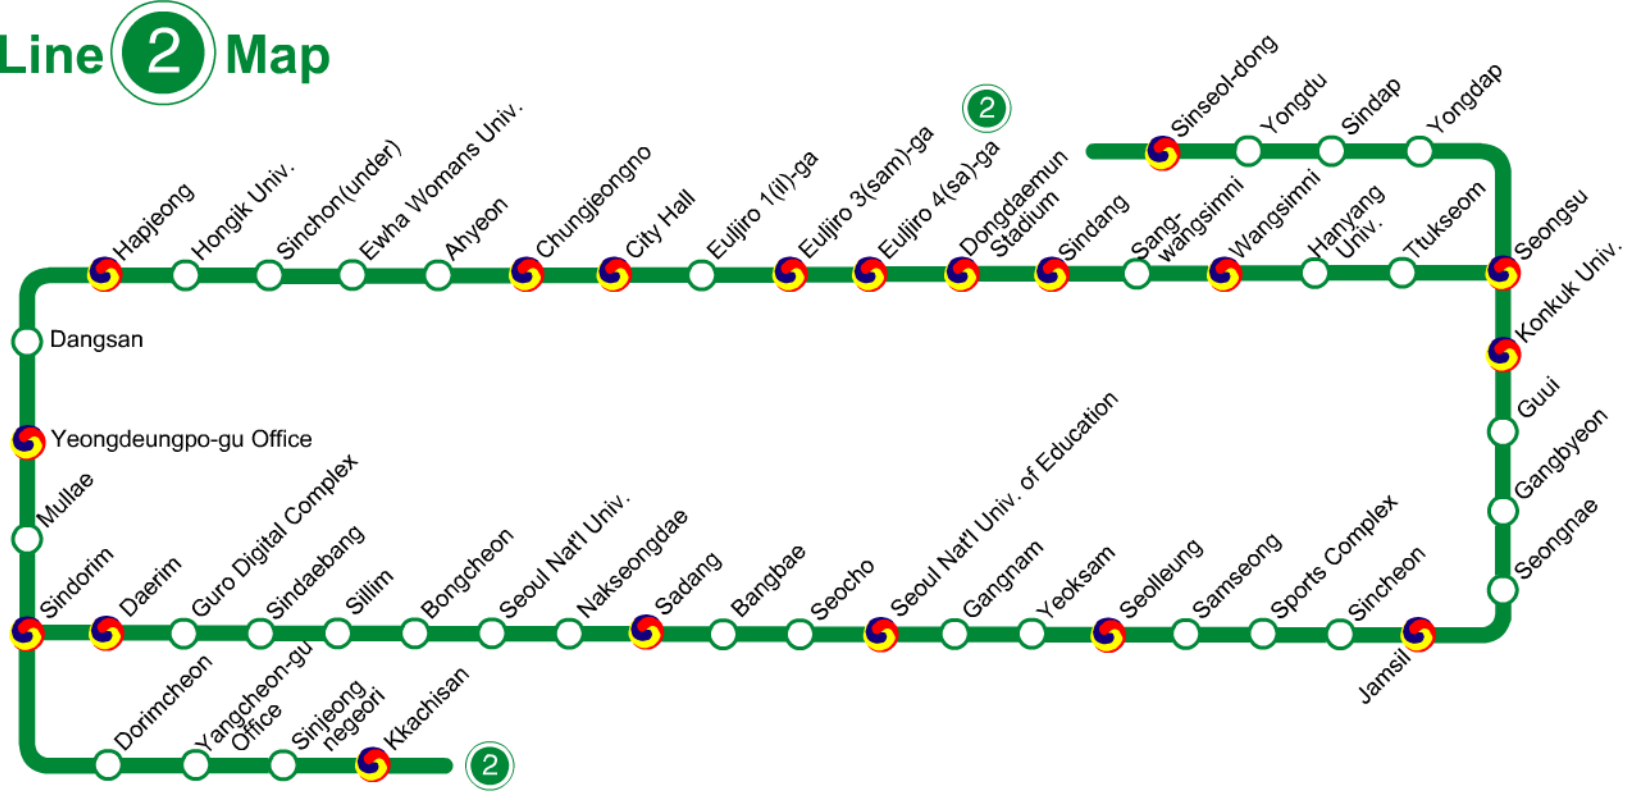 Line 2 Map
2
Sinseol-dong
Yongdu
Sindap
Yongdap
Hapjeong
Hongik Univ.
Sinchon(under)
Ewha Womans Univ.
Ahyeon
Chungjeongno
City Hall
Euljiro 1(il)-ga
Euljiro 3(sam)-ga
Euljiro 4(sa)-ga
Dongdaemun
Stadium
Sindang
Sang-
wangsimni
Wangsimni
Hanyang
Univ.
Ttukseom
Seongsu
Konkuk Univ.
Guui
Gangbyeon
Seongnae
Dangsan
Yeongdeungpo-gu Office
Mullae
Sindorim
Daerim
Guro Digital Complex
Sindaebang
Sillim
Bongcheon
Seoul Nat'l Univ.
Nakseongdae
Sadang
Bangbae
Seocho
Seoul Nat'l Univ. of Education
Gangnam
Yeoksam
Seolleung
Samseong
Sports Complex
Sincheon
Jamsil
Dorimcheon
Yangcheon-gu
Office
Sinjeong
negeori
Kkachisan
2